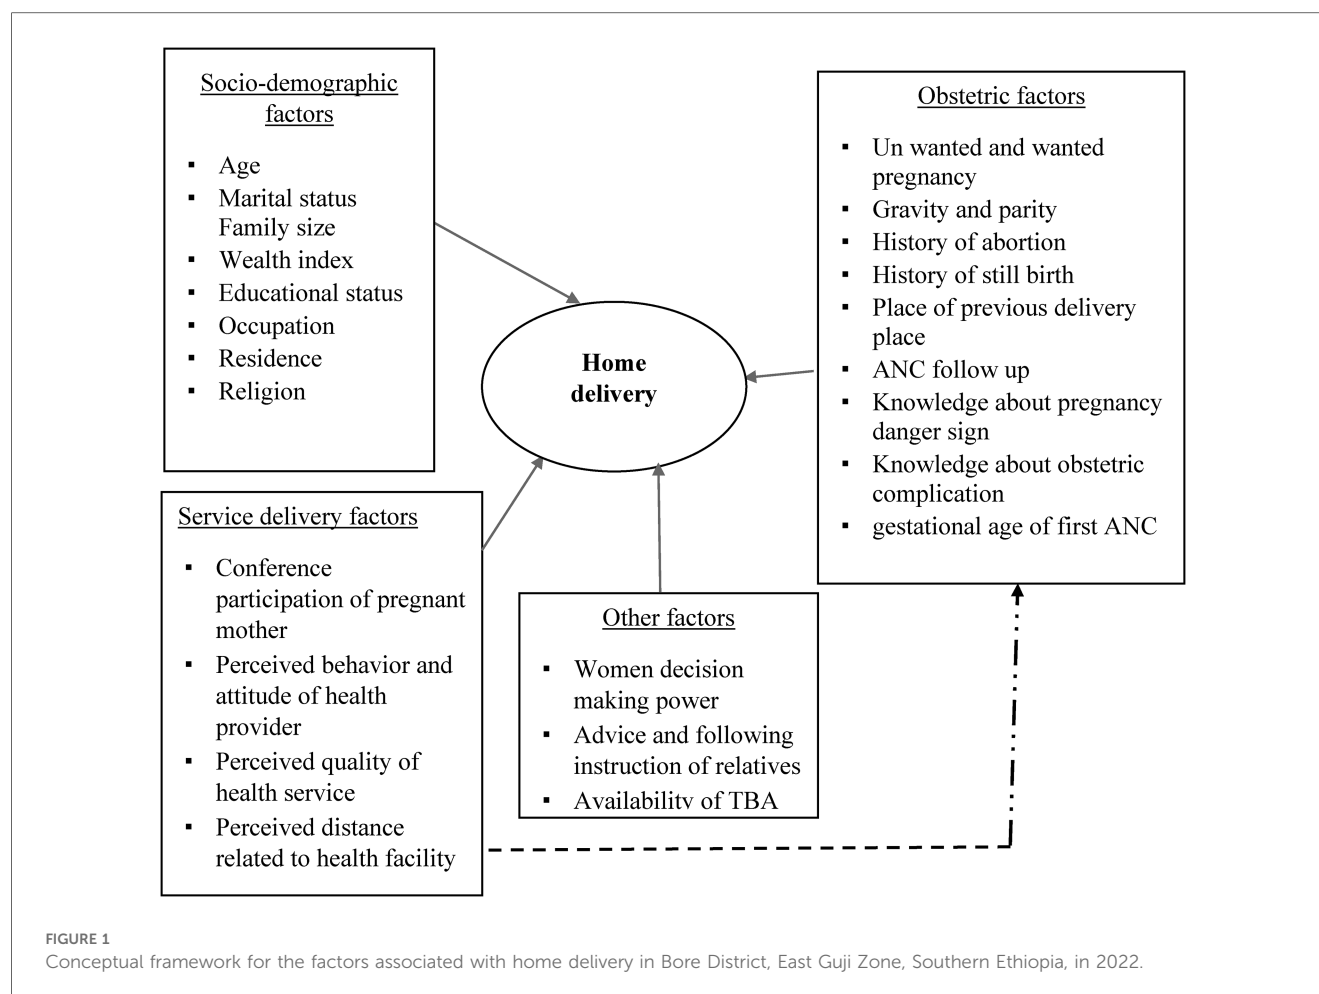 Socio-demographic
factors
▪ Age
▪ Marital status
Family size
▪ Wealth index
▪ Educational status
▪ Occupation
▪ Residence
▪ Religion
Obstetric factors
▪ Un wanted and wanted
pregnancy
▪ Gravity and parity
▪ History of abortion
▪ History of still birth
▪ Place of previous delivery
place
▪ ANC follow up
▪ Knowledge about pregnancy
danger sign
▪ Knowledge about obstetric
complication
▪ gestational age of first ANC
Home
delivery
Service delivery factors
▪ Conference
participation of pregnant
mother
▪ Perceived behavior and
attitude of health
provider
▪ Perceived quality of
health service
▪ Perceived distance
related to health facility
Other factors
▪ Women decision
making power
▪ Advice and following
instruction of relatives
▪ Availability of TBA
FIGURE 1
Conceptual framework for the factors associated with home delivery in Bore District, East Guji Zone, Southern Ethiopia, in 2022.